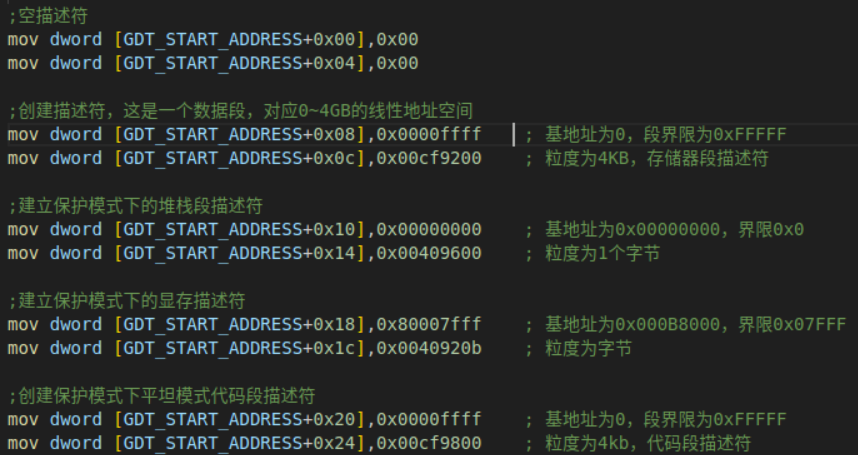 ;空描述符
mov dword [GDT_START_ADDRESS+0x00],0x00
mov dword [GDT_START_ADDRESS+0x04],0x00
;创建描述符，这是一个数据段，对应0~4GB的线性地址空间
mov dword [GDT_START_ADDRESS+0x08],0x0000ffff ; 基地址为0，段界限为0xFFFFF
mov dword [GDT_START_ADDRESS+0x0c],0x00cf9200 ; 粒度为4KB，存储器段描述符
;建立保护模式下的堆栈段描述符
mov dword [GDT_START_ADDRESS+0x10],0x00000000 ; 基地址为0x00000000，界限0x0
mov dword [GDT_START_ADDRESS+0x14],0x00409600 ; 粒度为1个字节
;建立保护模式下的显存描述符
mov dword [GDT_START_ADDRESS+0x18],0x80007fff ; 基地址为0x000B8000，界限0x07FFF
mov dword [GDT_START_ADDRESS+0x1c],0x0040920b ; 粒度为字节
;创建保护模式下平坦模式代码段描述符
mov dword [GDT_START_ADDRESS+0x20],0x0000ffff ; 基地址为0，段界限为0xFFFFF
mov dword [GDT_START_ADDRESS+0x24],0x00cf9800 ; 粒度为4kb，代码段描述符